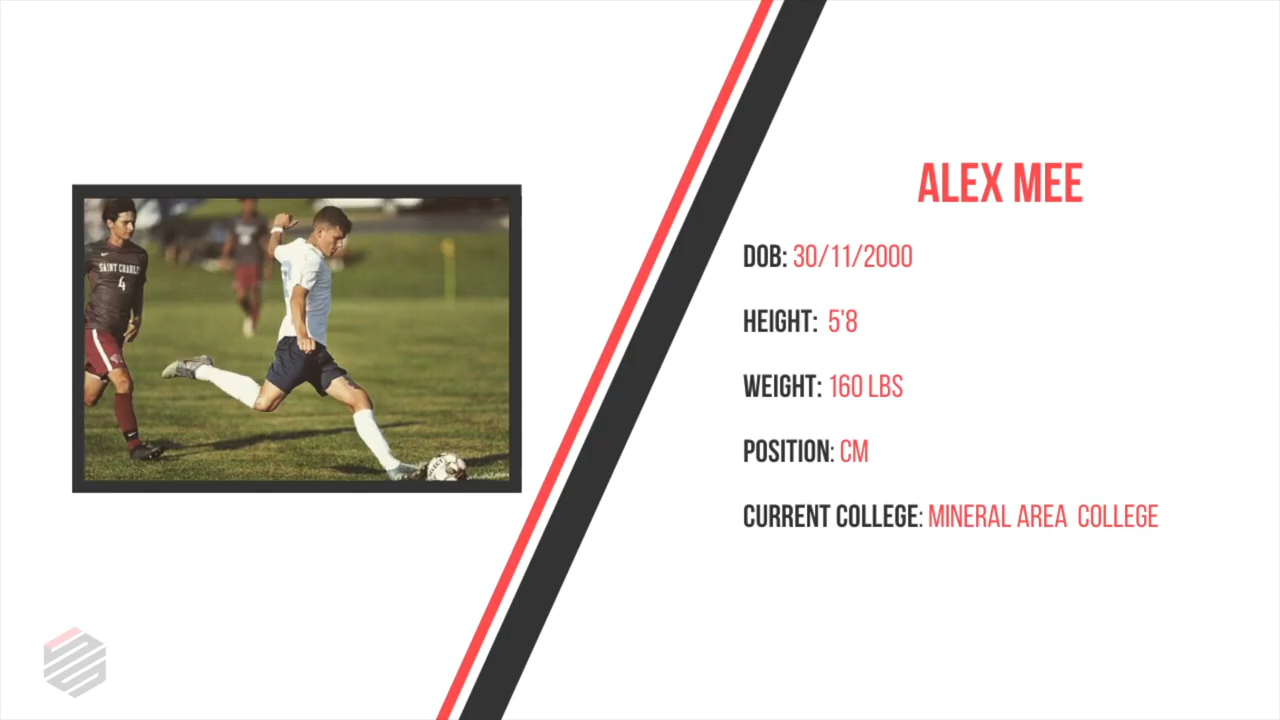 ALEX MEE
DOB: 30/11/2000
HEIGHT: 5'8
WEIGHT: 160 LBS
POSITION: CM
CURRENT COLLEGE: MINERAL AREA COLLEGE
SAINT CHARLES
4
SELECT